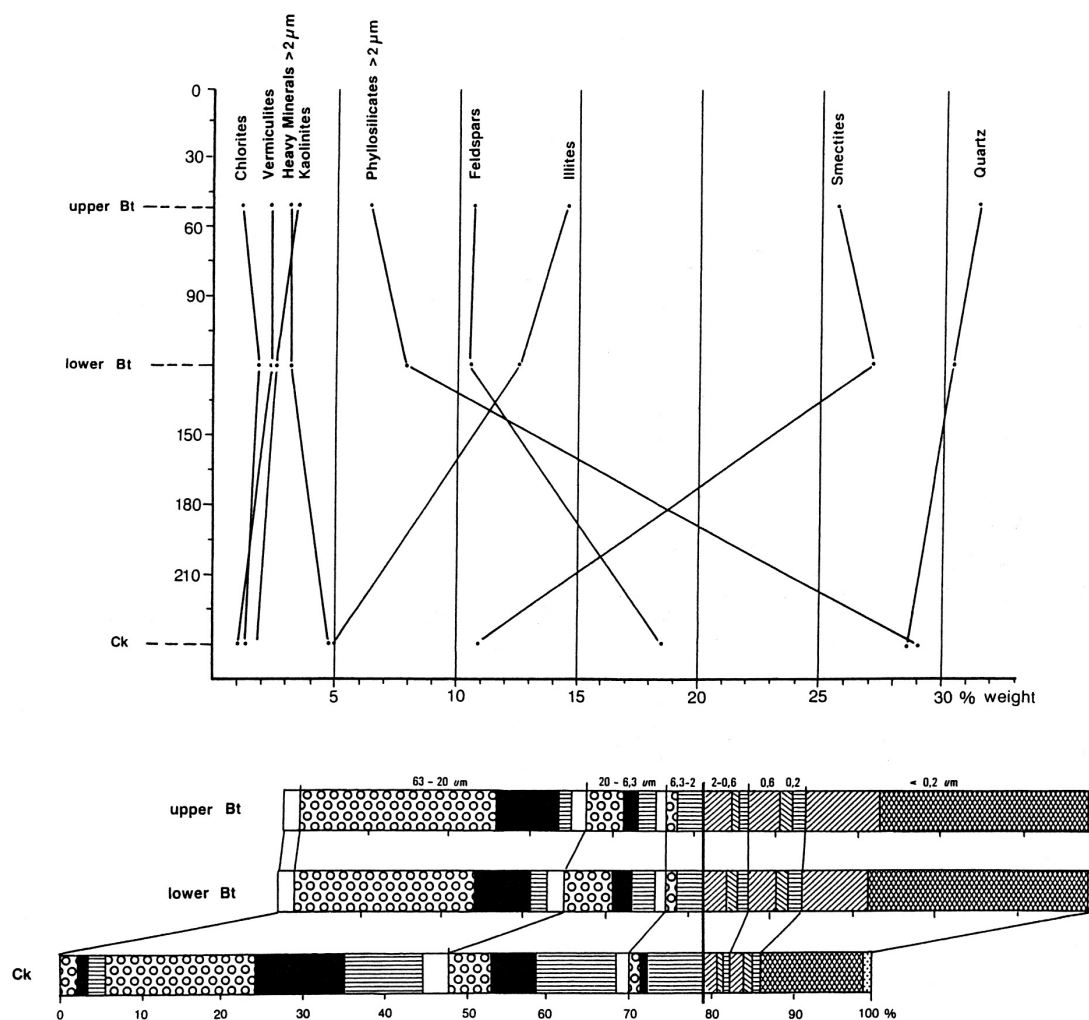 Chlorites
Vermiculites
Heavy Minerals >2 µm
Kaolinites
Phyllosilicates >2 µm
Feldspars
Illites
Smectites
Quartz
0
30
upper Bt
60
90
lower Bt
150
180
210
Ck
5 10 15 20 25 30 % weight
63 – 20 µm 20 – 6,3 µm 6,3-2 2-0,6 0,6 0,2 < 0,2 µm
upper Bt
lower Bt
Ck
0 10 20 30 40 50 60 70 80 90 100 %